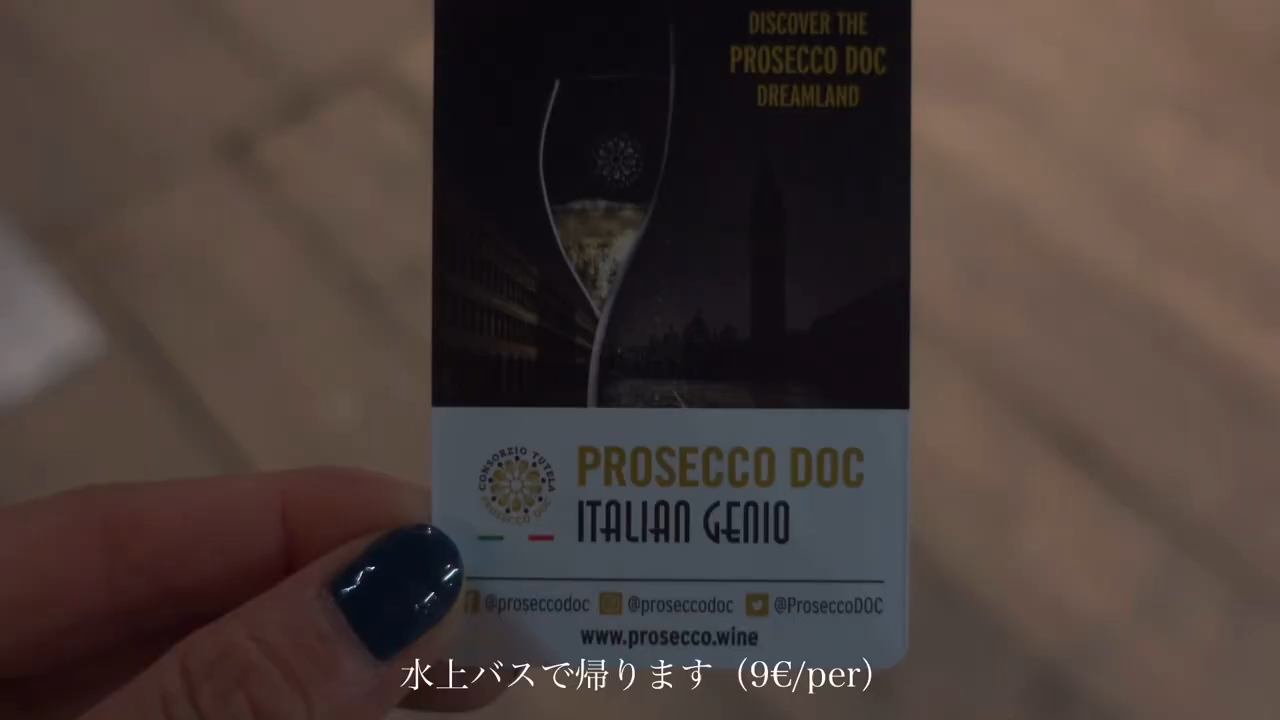 DISCOVER THE
PROSECCO DOC
DREAMLAND
CONSORZIO TUTELA
PROSECCO DOC
PROSECCO DOC
ITALIAN GENIO
@proseccodoc @proseccodoc @ProseccoDOC
www.prosecco.wine
水上バスで帰ります（9€/per）